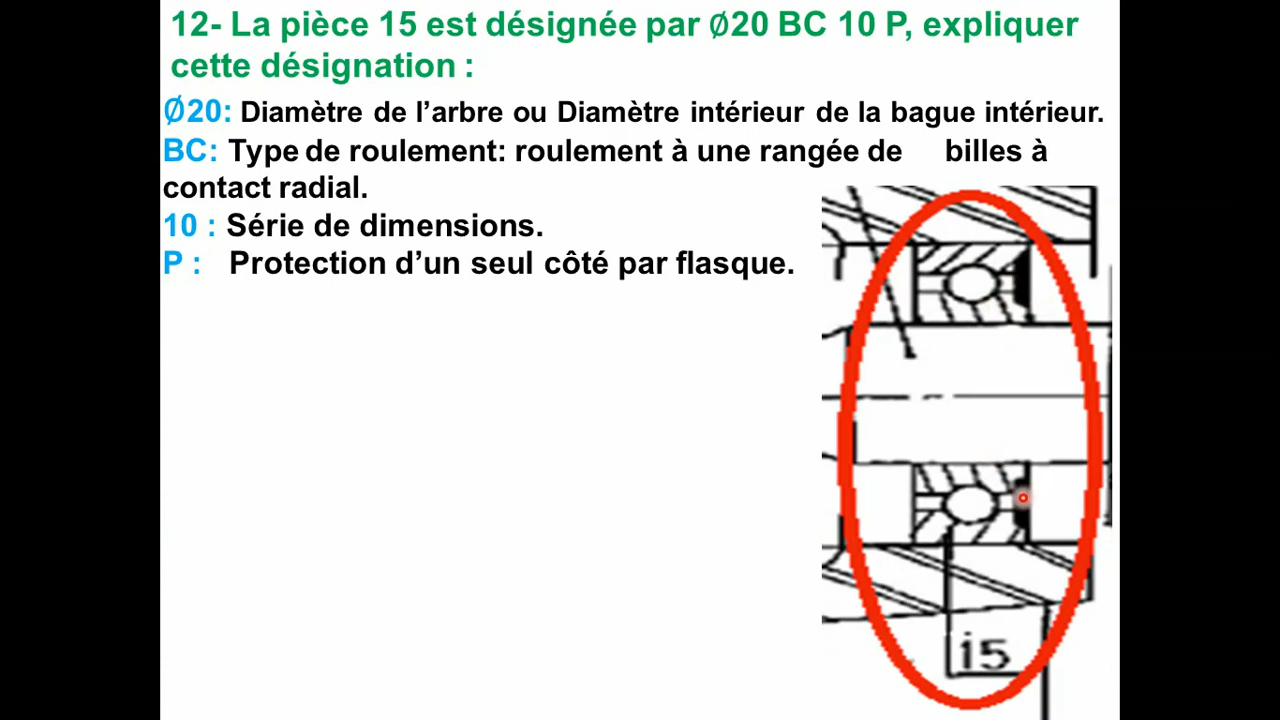 12- La pièce 15 est désignée par Ø20 BC 10 P, expliquer
cette désignation :
Ø20: Diamètre de l’arbre ou Diamètre intérieur de la bague intérieur.
BC: Type de roulement: roulement à une rangée de billes à
contact radial.
10 : Série de dimensions.
P : Protection d’un seul côté par flasque.
15